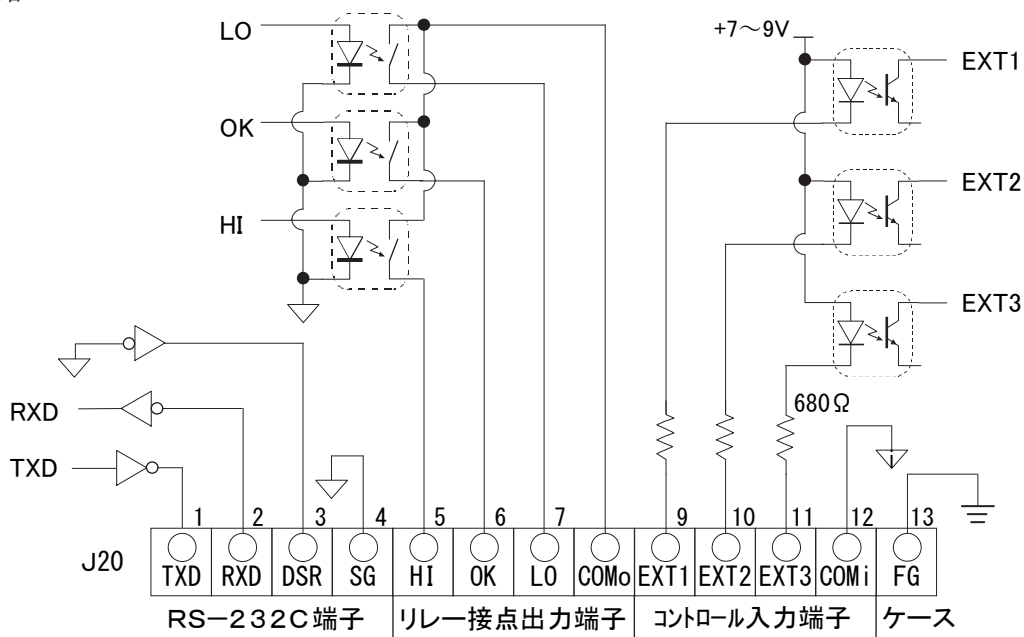 LO
+7～9V
EXT1
OK
EXT2
HI
EXT3
680Ω
RXD
TXD
1 2 3 4 5 6 7 9 10 11 12 13
i
J20 TXD RXD DSR SG HI OK LO COMo EXT1 EXT2 EXT3 COMi FG
RS－232C端子 リレー接点出力端子 コントロール入力端子 ケース